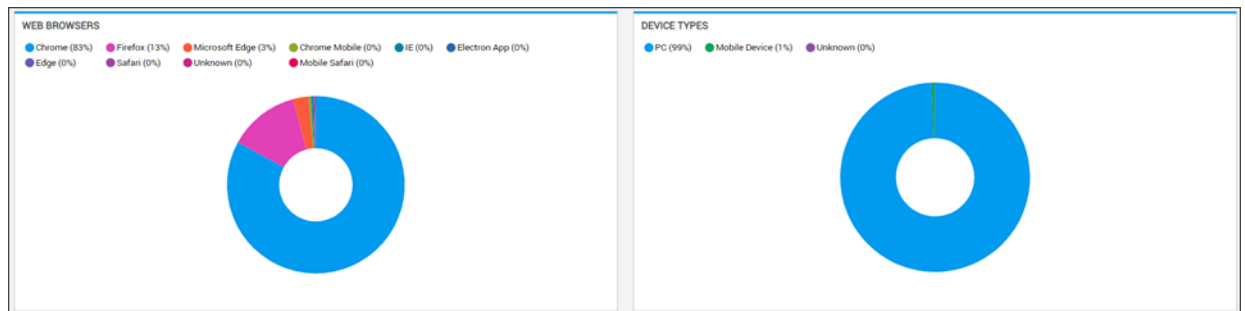 WEB BROWSERS
Chrome (83%) Firefox (13%) Microsoft Edge (3%) Chrome Mobile (0%) IE (0%) Electron App (0%)
Edge (0%) Safari (0%) Unknown (0%) Mobile Safari (0%)
DEVICE TYPES
PC (99%) Mobile Device (1%) Unknown (0%)